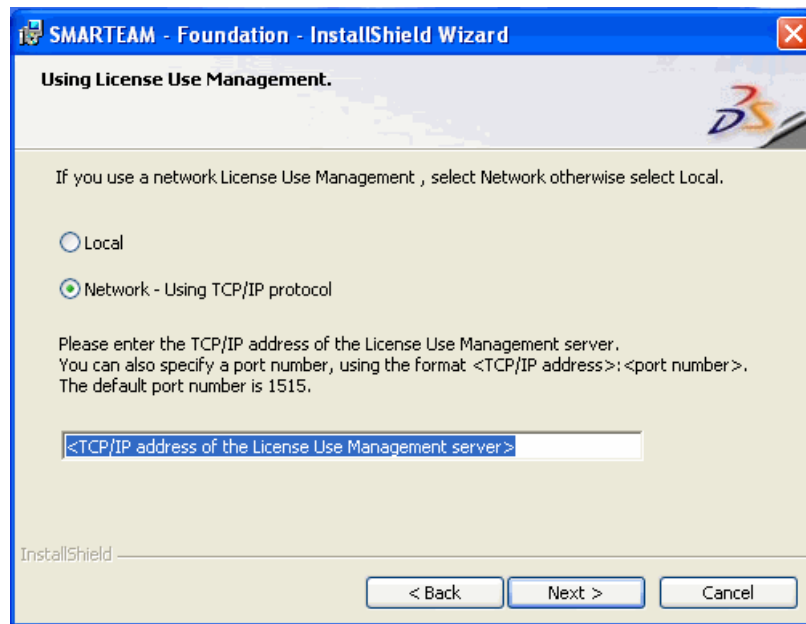 SMARTEAM - Foundation - InstallShield Wizard
Using License Use Management.
If you use a network License Use Management , select Network otherwise select Local.
Local
Network - Using TCP/IP protocol
Please enter the TCP/IP address of the License Use Management server.
You can also specify a port number, using the format <TCP/IP address>:<port number>.
The default port number is 1515.
<TCP/IP address of the License Use Management server>
InstallShield
< Back Next > Cancel